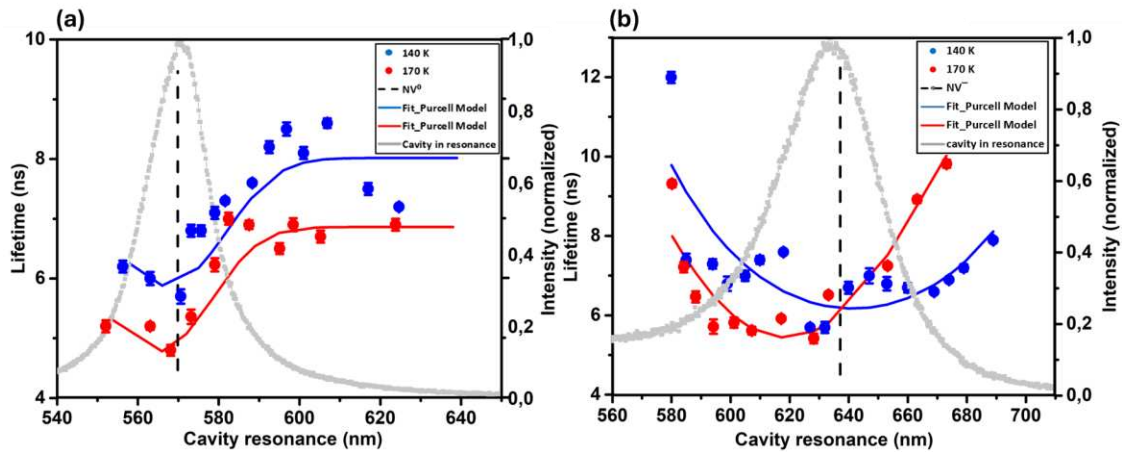 (a)
10
8
6
4
Lifetime (ns)
540 560 580 600 620 640
Cavity resonance (nm)
1,0
0,8
0,6
0,4
0,2
0,0
Intensity (normalized)
140 K
170 K
NV⁰
Fit_Purcell Model
Fit_Purcell Model
Cavity in resonance
(b)
12
10
8
6
4
Lifetime (ns)
560 580 600 620 640 660 680 700
Cavity resonance (nm)
1,0
0,8
0,6
0,4
0,2
0,0
Intensity (normalized)
140 K
170 K
NV⁻
Fit_Purcell Model
Fit_Purcell Model
cavity in resonance